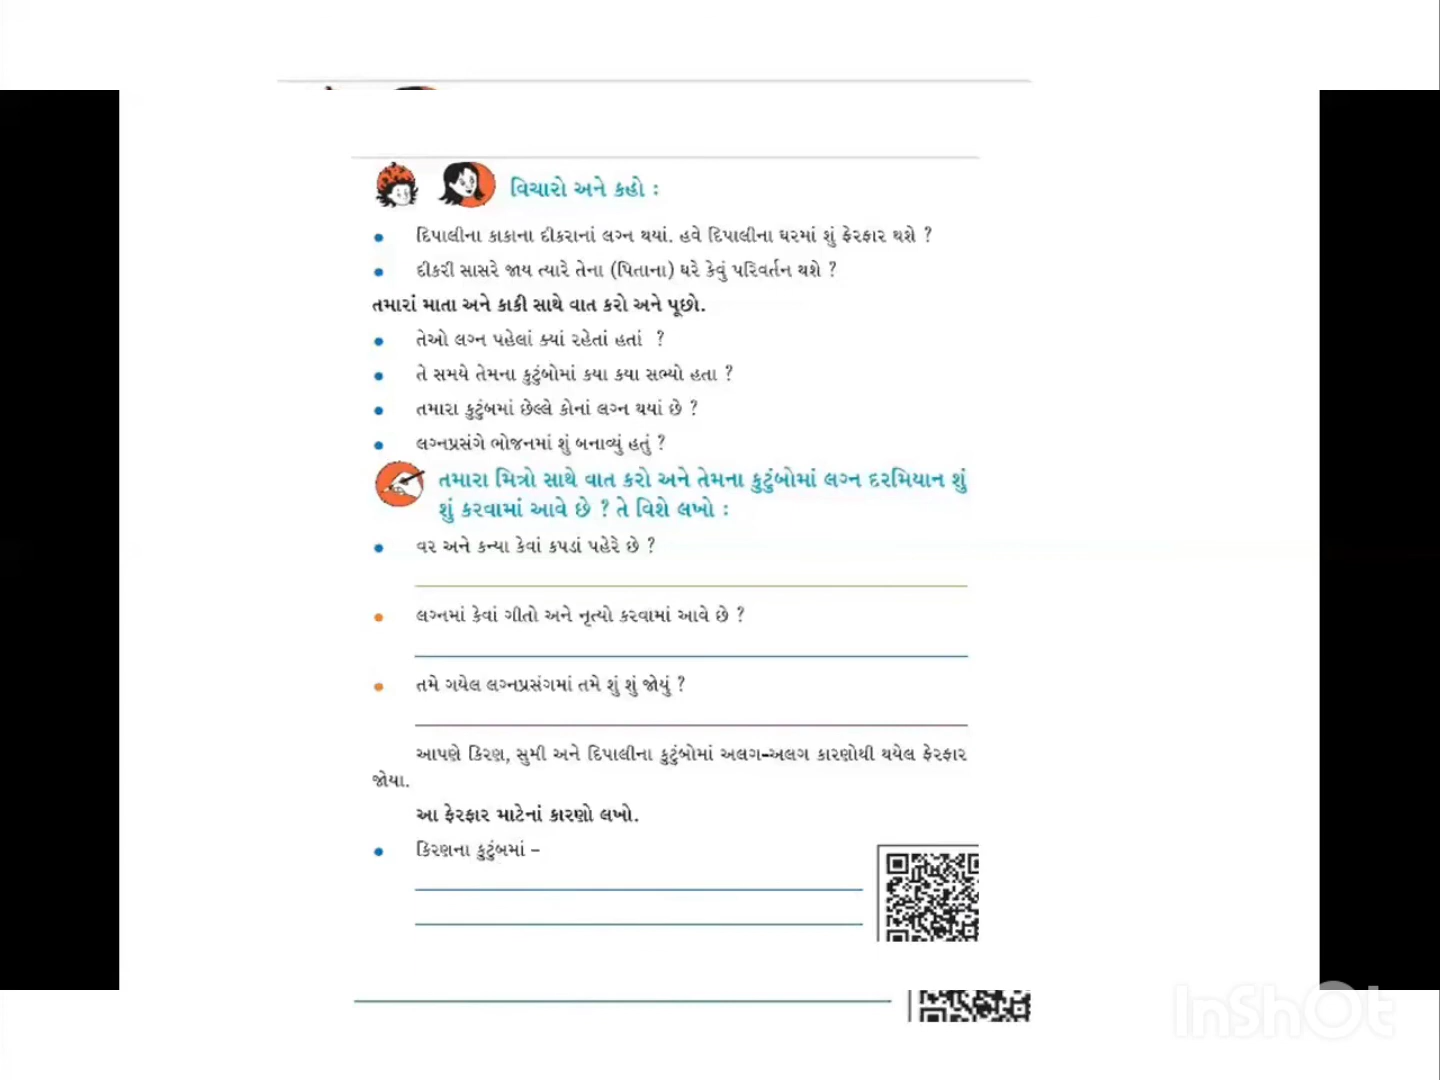 વિચારો અને કહો :
• દિપાલીના કાકાના દીકરાનાં લગ્ન થયાં. હવે દિપાલીના ઘરમાં શું ફેરફાર થશે ?
• દીકરી સાસરે જાય ત્યારે તેના (પિતાના) ઘરે કેવું પરિવર્તન થશે ?
તમારાં માતા અને કાકી સાથે વાત કરો અને પૂછો.
• તેઓ લગ્ન પહેલાં ક્યાં રહેતાં હતાં ?
• તે સમયે તેમના કુટુંબોમાં કયા કયા સભ્યો હતા ?
• તમારા કુટુંબમાં છેલ્લે કોનાં લગ્ન થયાં છે ?
• લગ્નપ્રસંગે ભોજનમાં શું બનાવ્યું હતું ?
તમારા મિત્રો સાથે વાત કરો અને તેમના કુટુંબોમાં લગ્ન દરમિયાન શું
શું કરવામાં આવે છે ? તે વિશે લખો :
• વર અને કન્યા કેવાં કપડાં પહેરે છે ?
• લગ્નમાં કેવાં ગીતો અને નૃત્યો કરવામાં આવે છે ?
• તમે ગયેલ લગ્નપ્રસંગમાં તમે શું શું જોયું ?
આપણે કિરણ, સુમી અને દિપાલીના કુટુંબોમાં અલગ-અલગ કારણોથી થયેલ ફેરફાર
જોયા.
આ ફેરફાર માટેનાં કારણો લખો.
• કિરણના કુટુંબમાં –
InShOt